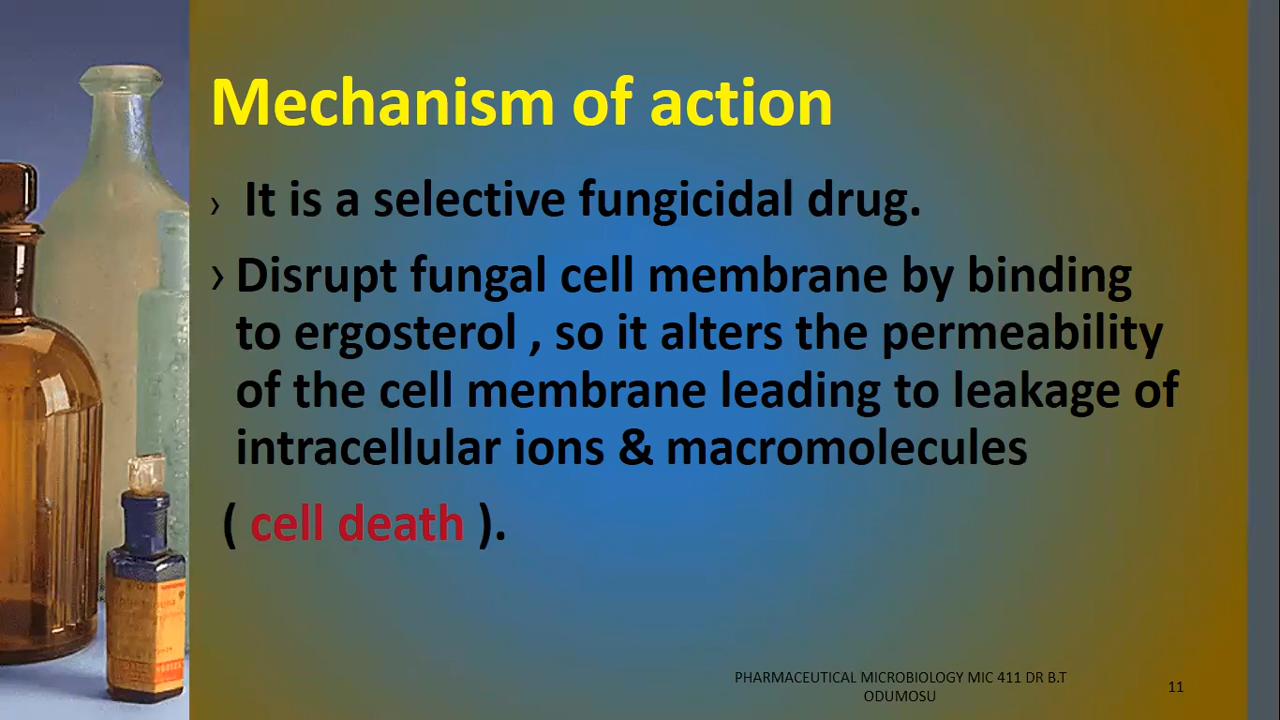 Mechanism of action
› It is a selective fungicidal drug.
› Disrupt fungal cell membrane by binding
to ergosterol , so it alters the permeability
of the cell membrane leading to leakage of
intracellular ions & macromolecules
( cell death ).
PHARMACEUTICAL MICROBIOLOGY MIC 411 DR B.T
ODUMOSU
11